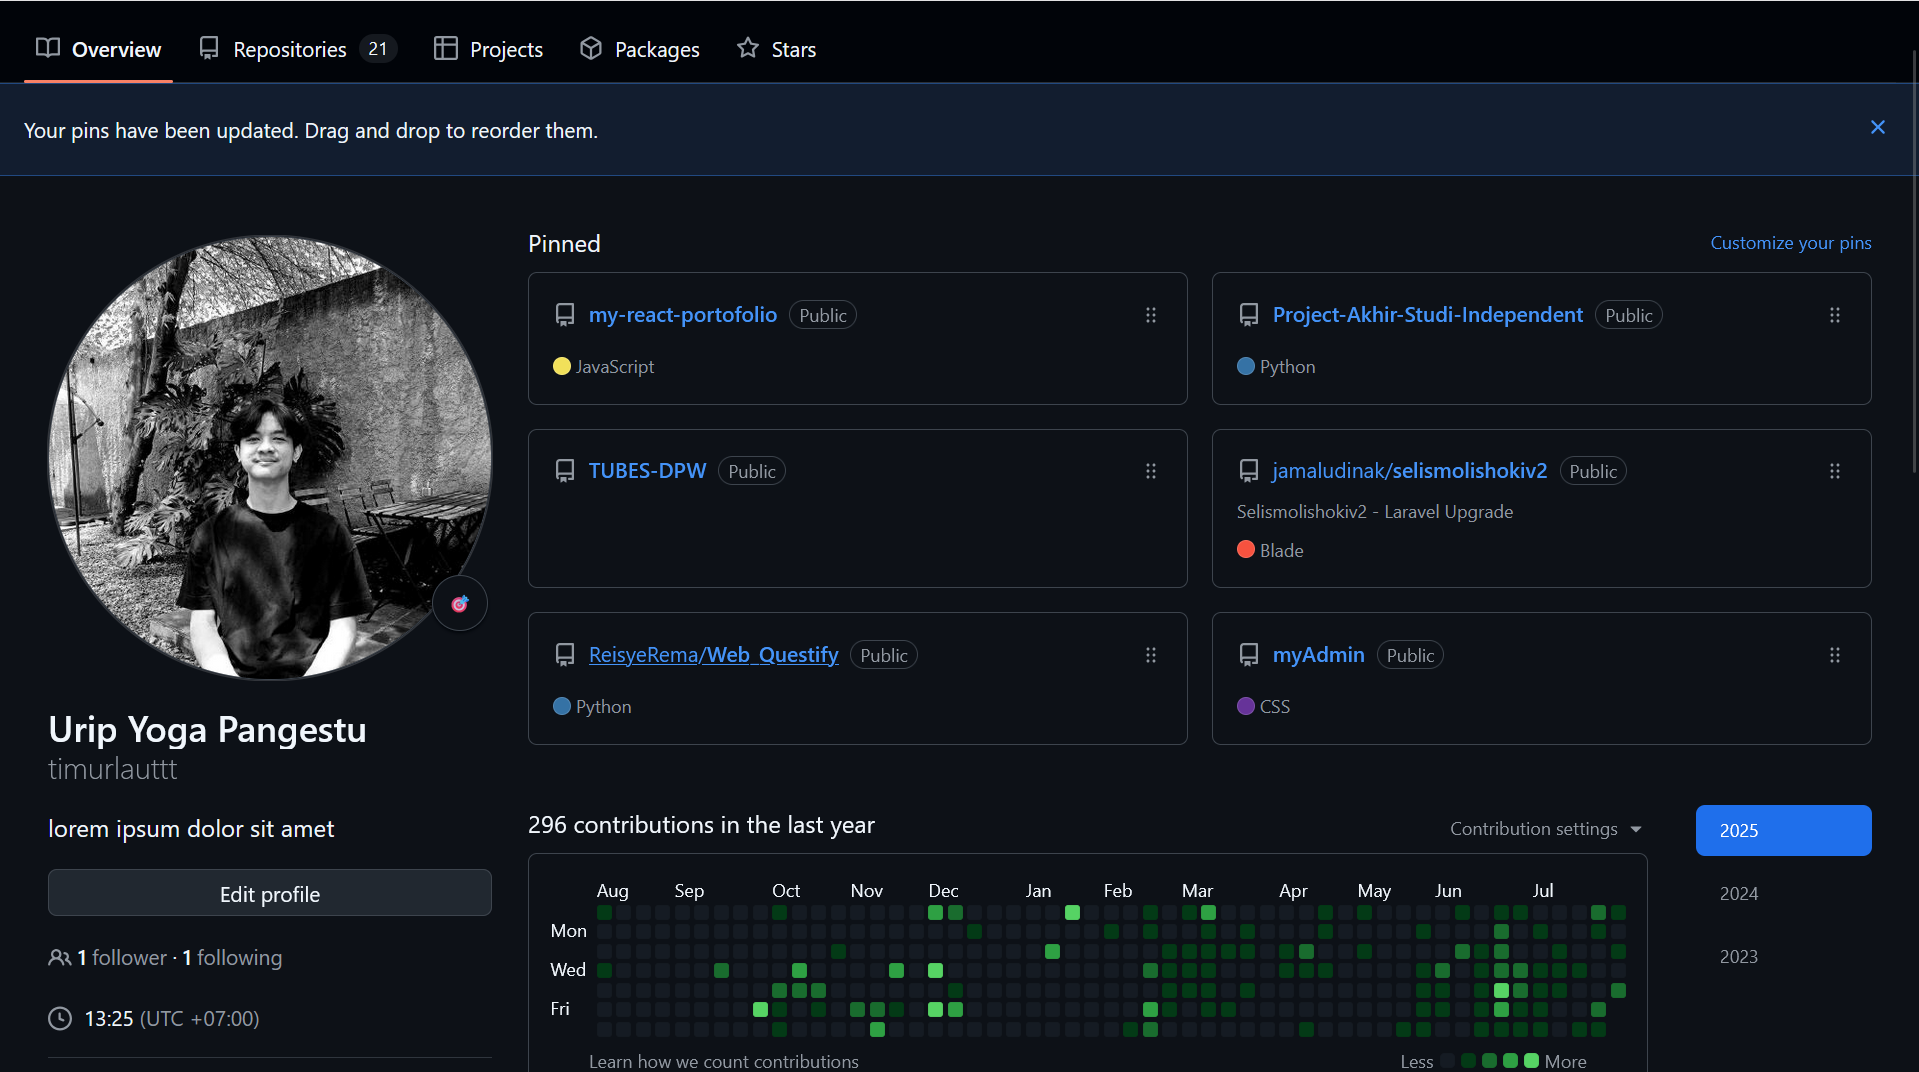 Overview Repositories 21 Projects Packages Stars
Your pins have been updated. Drag and drop to reorder them.
Pinned
Customize your pins
my-react-portofolio Public
JavaScript
Project-Akhir-Studi-Independent Public
Python
TUBES-DPW Public
jamaludinak/selismolishokiv2 Public
Selismolishokiv2 - Laravel Upgrade
Blade
ReisyeRema/Web_Questify Public
Python
myAdmin Public
CSS
Urip Yoga Pangestu
timurlauttt
lorem ipsum dolor sit amet
Edit profile
1 follower · 1 following
13:25 (UTC +07:00)
296 contributions in the last year
Contribution settings
2025
2024
2023
Aug Sep Oct Nov Dec Jan Feb Mar Apr May Jun Jul
Mon
Wed
Fri
Learn how we count contributions
Less More